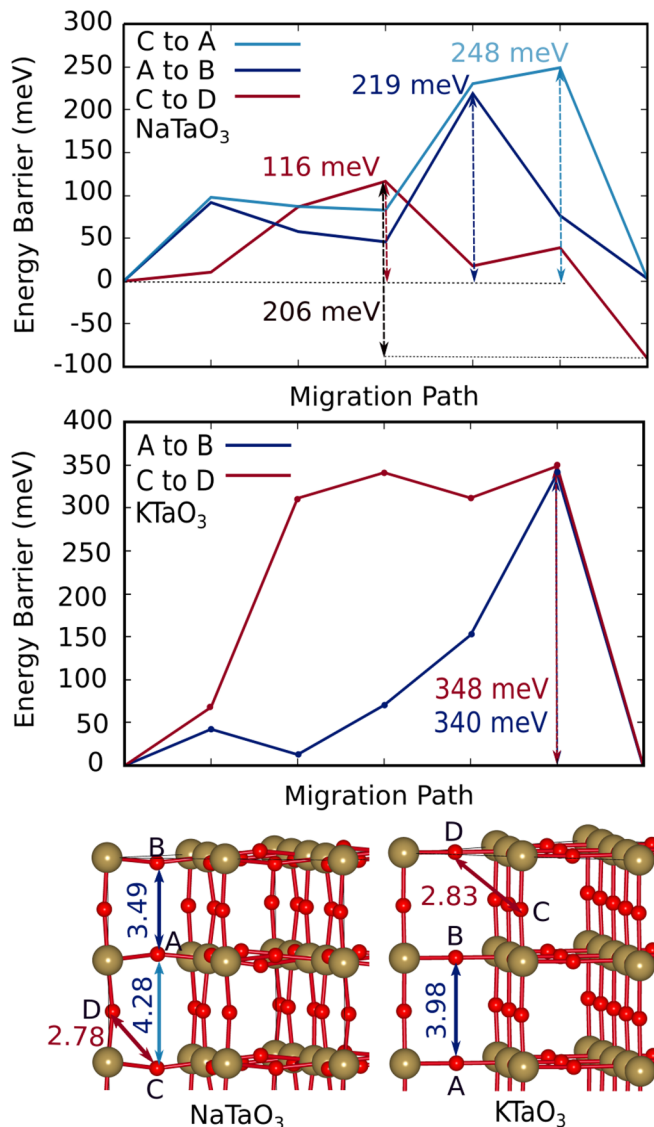 300
250
200
150
100
50
0
-50
-100
Energy Barrier (meV)
C to A
A to B
C to D
NaTaO₃
248 meV
219 meV
116 meV
206 meV
Migration Path
400
350
300
250
200
150
100
50
0
Energy Barrier (meV)
A to B
C to D
KTaO₃
348 meV
340 meV
Migration Path
B
3.49
A
D
4.28
2.78
C
NaTaO₃
D
2.83
C
B
3.98
A
KTaO₃